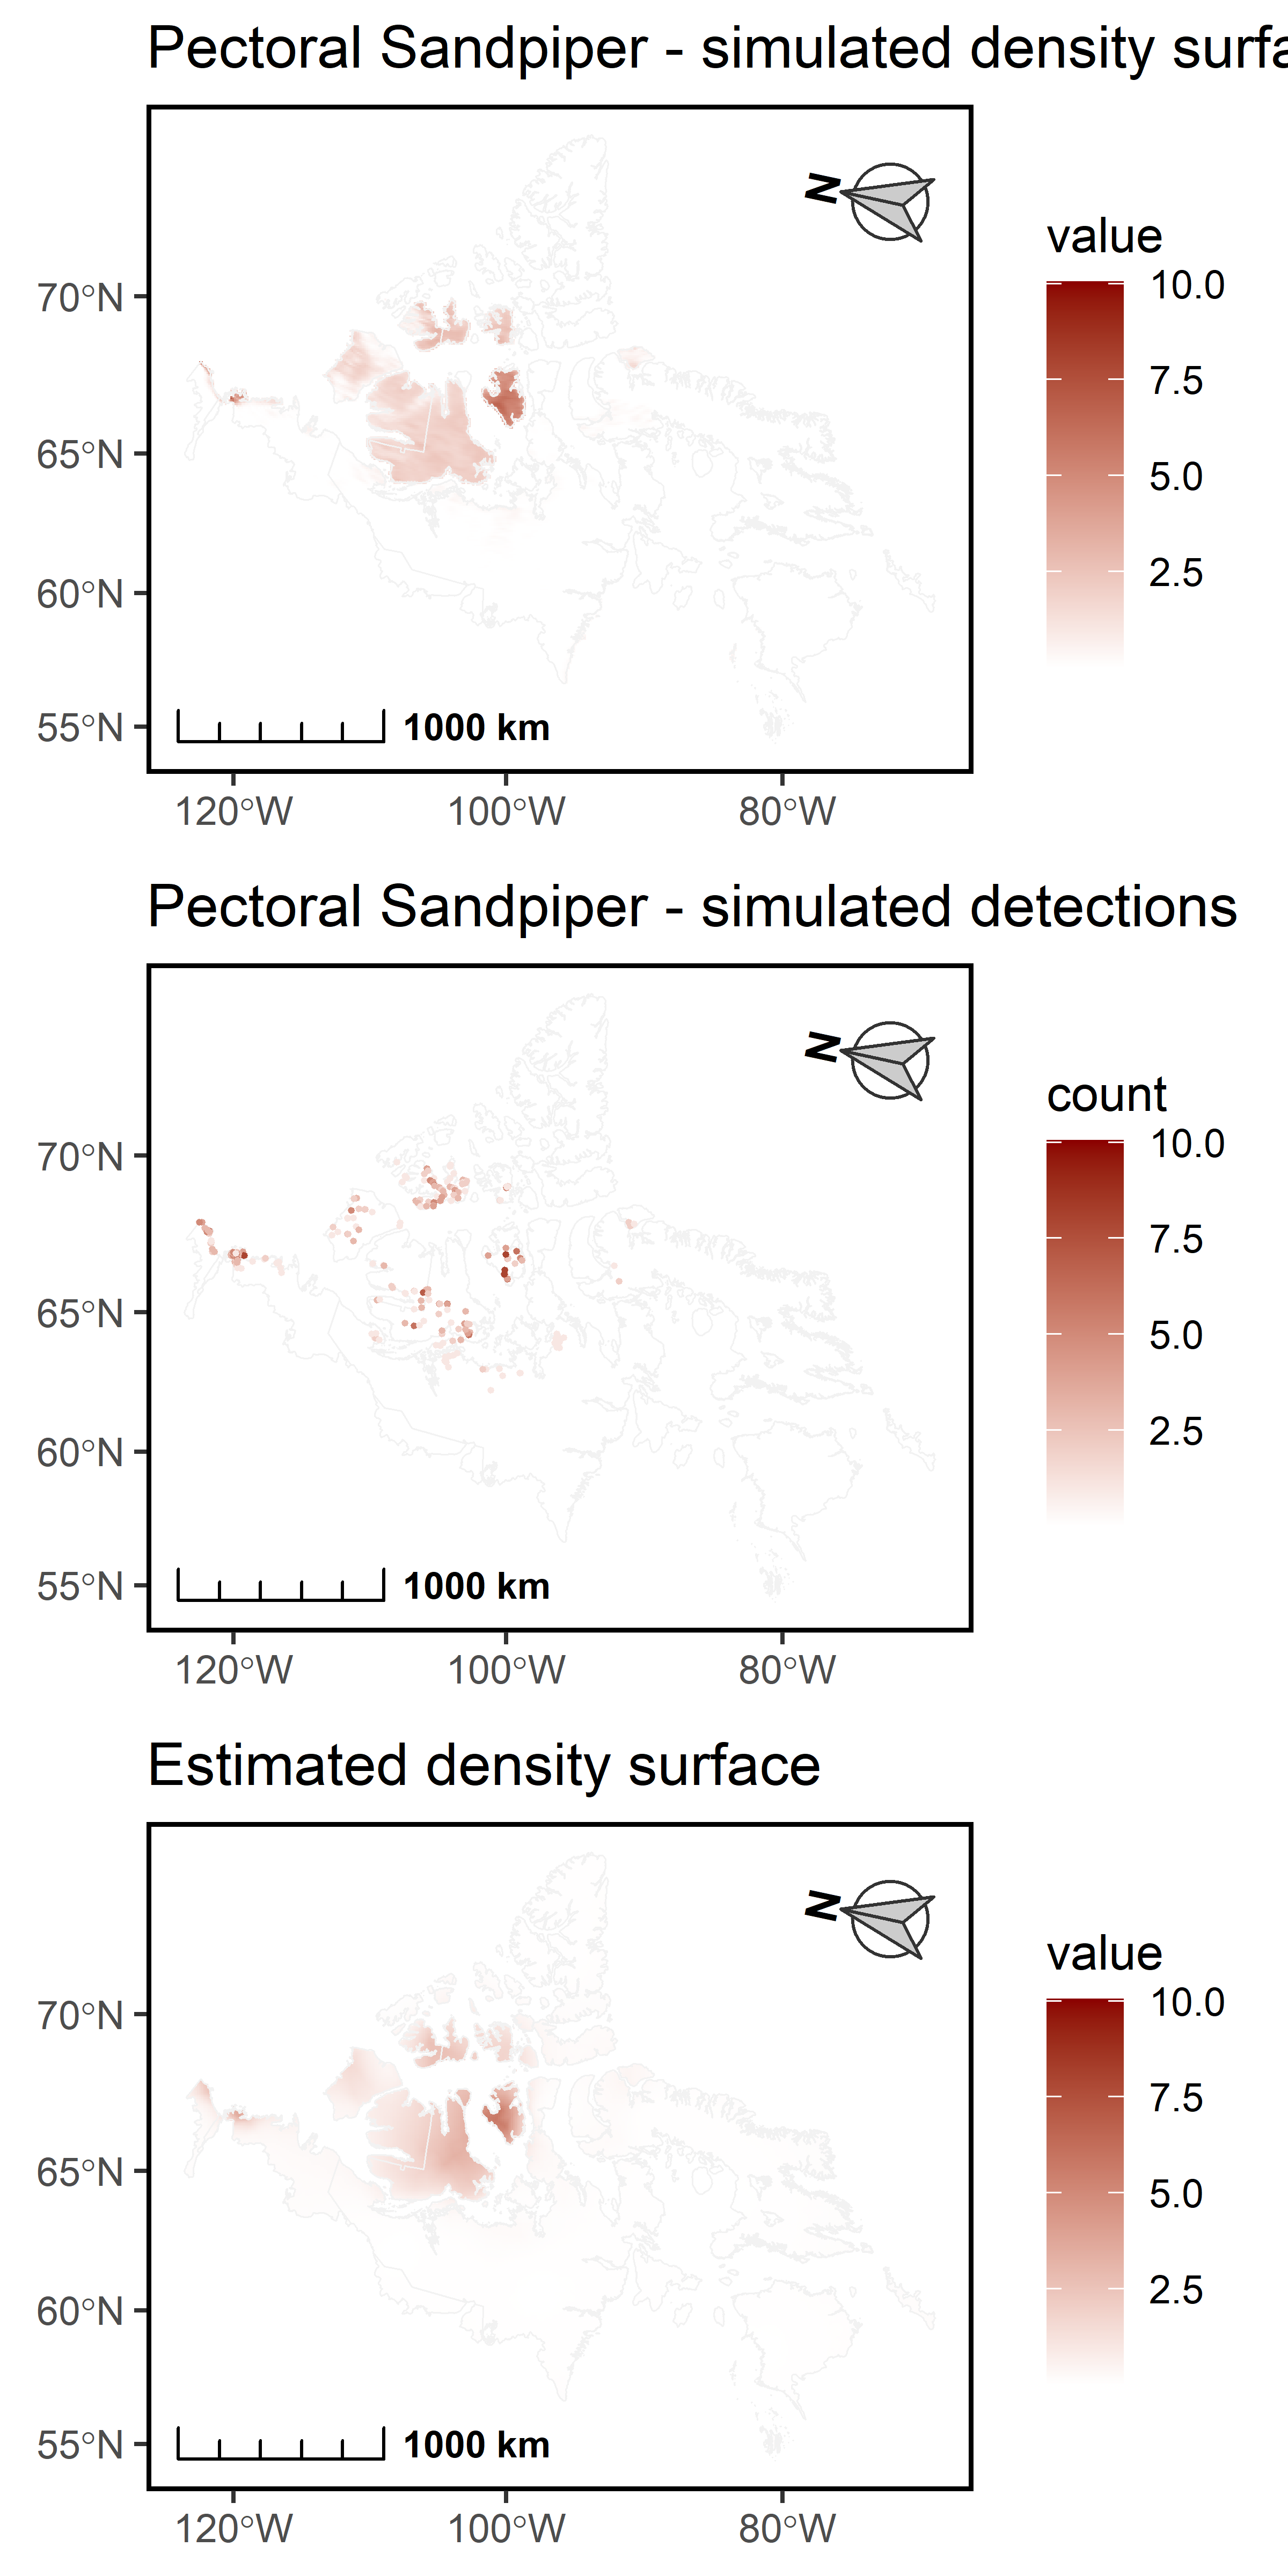 Pectoral Sandpiper - simulated density surfa
N
value
10.0
7.5
5.0
2.5
70°N
65°N
60°N
55°N
1000 km
120°W 100°W 80°W
Pectoral Sandpiper - simulated detections
N
count
10.0
7.5
5.0
2.5
70°N
65°N
60°N
55°N
1000 km
120°W 100°W 80°W
Estimated density surface
N
value
10.0
7.5
5.0
2.5
70°N
65°N
60°N
55°N
1000 km
120°W 100°W 80°W